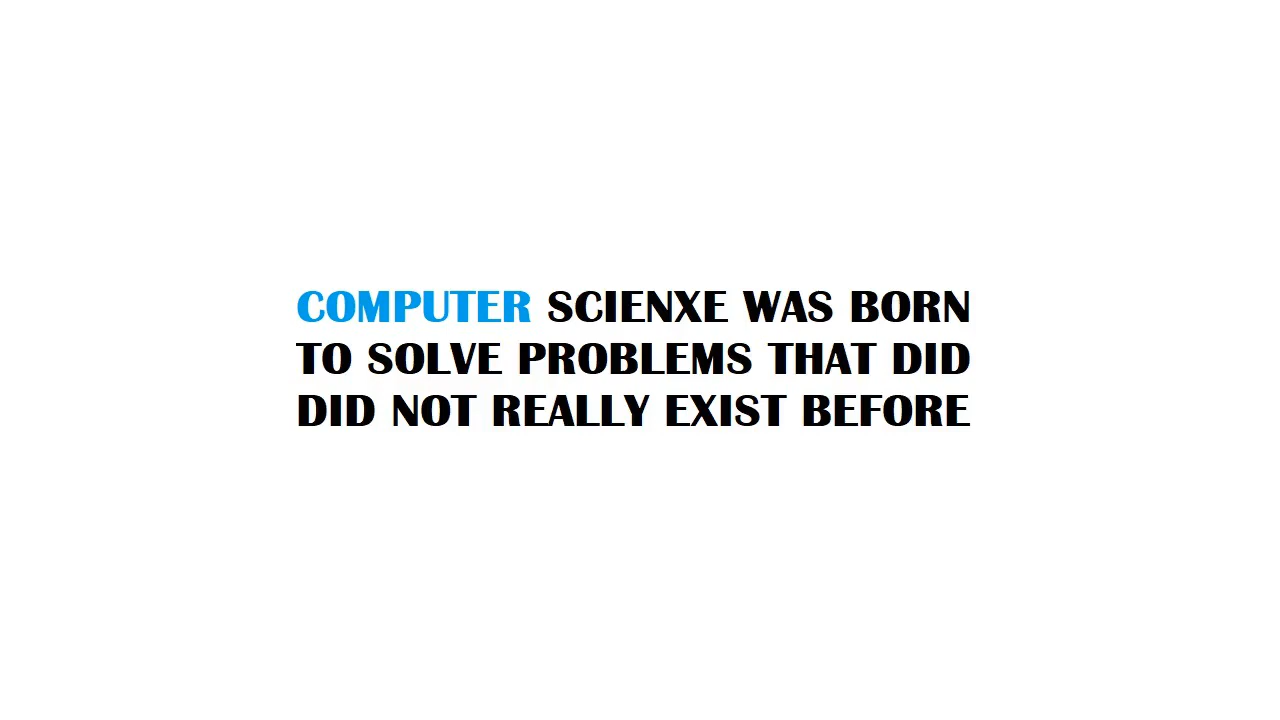 COMPUTER SCIENXE WAS BORN
TO SOLVE PROBLEMS THAT DID
DID NOT REALLY EXIST BEFORE